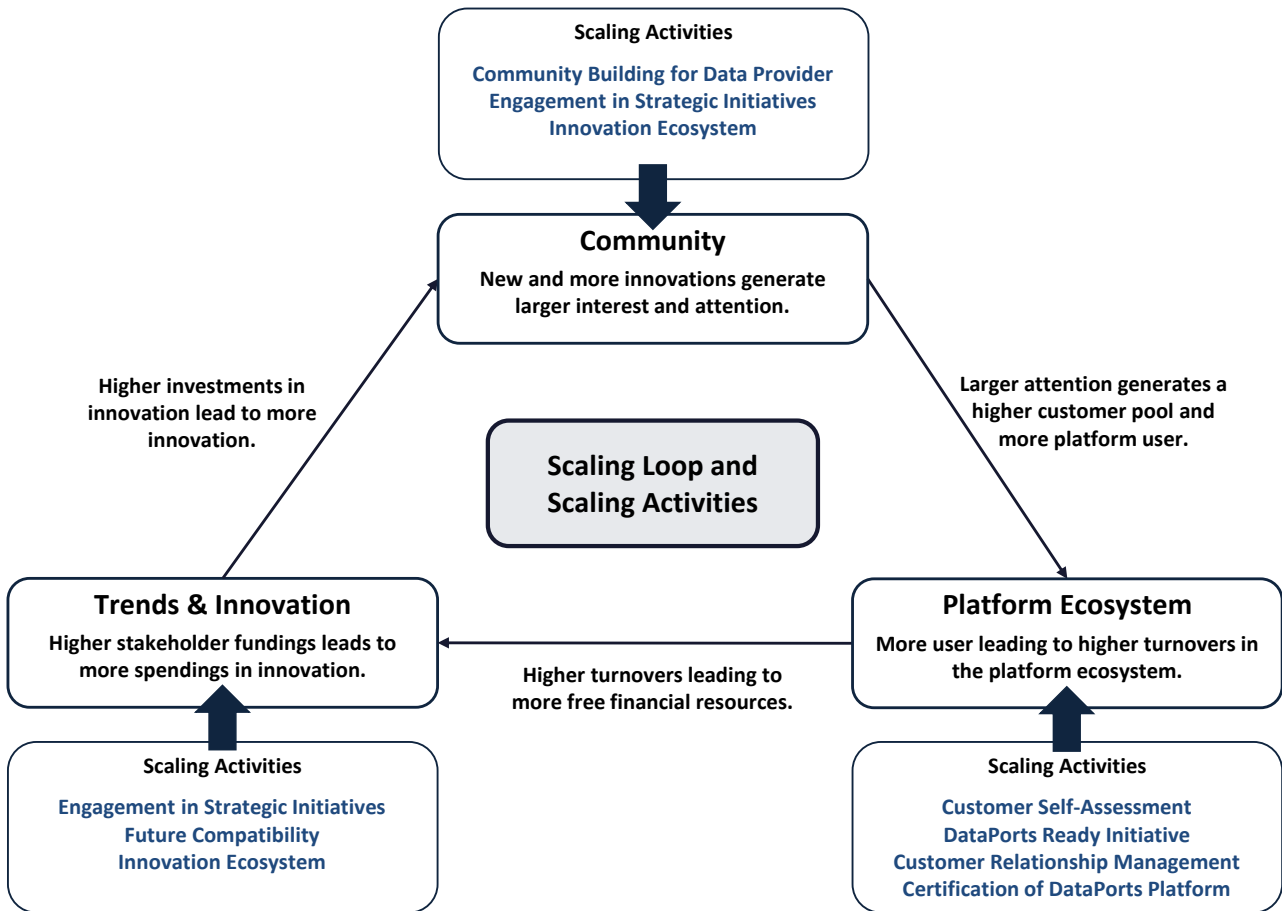 Scaling Activities
Community Building for Data Provider
Engagement in Strategic Initiatives
Innovation Ecosystem
Community
New and more innovations generate
larger interest and attention.
Higher investments in
innovation lead to more
innovation.
Larger attention generates a
higher customer pool and
more platform user.
Scaling Loop and
Scaling Activities
Trends & Innovation
Higher stakeholder fundings leads to
more spendings in innovation.
Higher turnovers leading to
more free financial resources.
Platform Ecosystem
More user leading to higher turnovers in
the platform ecosystem.
Scaling Activities
Engagement in Strategic Initiatives
Future Compatibility
Innovation Ecosystem
Scaling Activities
Customer Self-Assessment
DataPorts Ready Initiative
Customer Relationship Management
Certification of DataPorts Platform